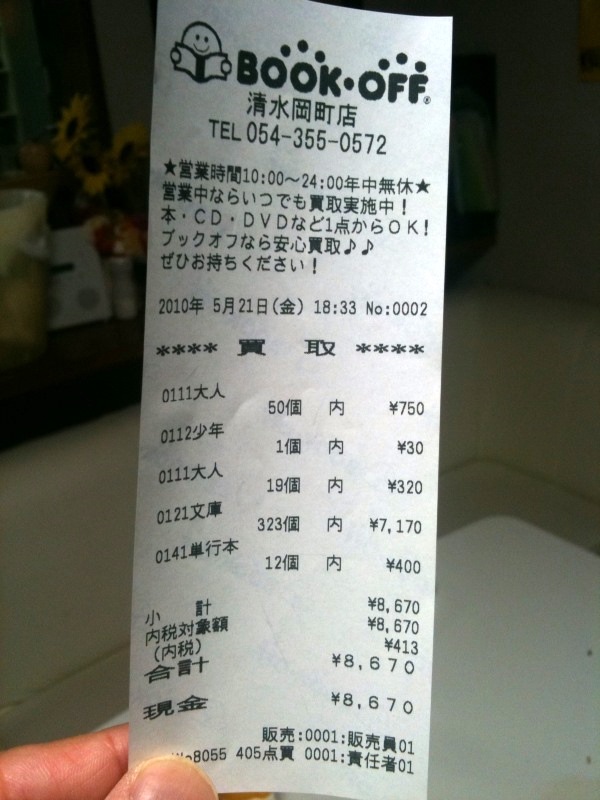 BOOK・OFF®
清水岡町店
TEL 054-355-0572
★営業時間10:00～24:00年中無休★
営業中ならいつでも買取実施中！
本・CD・DVDなど1点からOK！
ブックオフなら安心買取♪♪
ぜひお持ちください！
2010年 5月21日(金) 18:33 No:0002
**** 買 取 ****
0111大人
50個 内 ¥750
0112少年
1個 内 ¥30
0111大人
19個 内 ¥320
0121文庫
323個 内 ¥7,170
0141単行本
12個 内 ¥400
小 計 ¥8,670
内税対象額 ¥8,670
(内税) ¥413
合計 ¥8,670
現金 ¥8,670
販売:0001:販売員01
8055 405点買 0001:責任者01